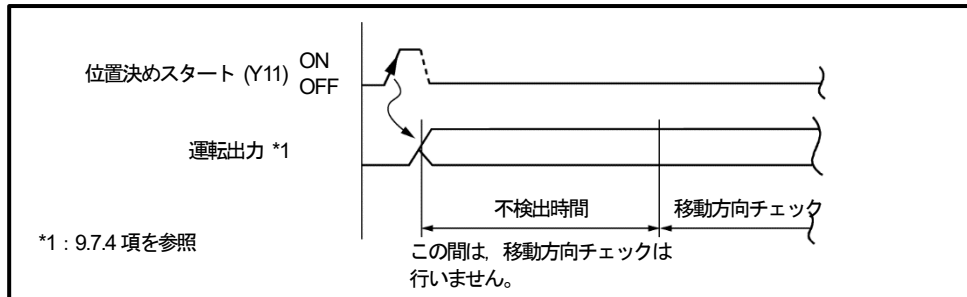 位置決めスタート (Y11) ON
OFF
運転出力 *1
不検出時間
移動方向チェック
*1 : 9.7.4 項を参照
この間は，移動方向チェックは
行いません。